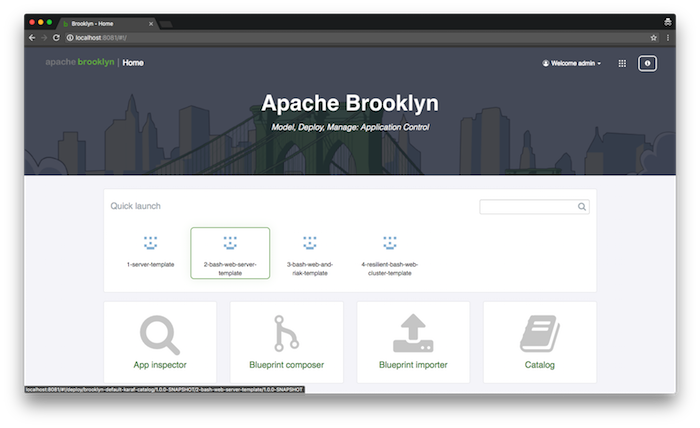 Brooklyn - Home
localhost:8081/#!/
apache brooklyn | Home
Welcome admin
Apache Brooklyn
Model, Deploy, Manage: Application Control
Quick launch
1-server-template
2-bash-web-server-
template
3-bash-web-and-
riak-template
4-resilient-bash-web-
cluster-template
App inspector
Blueprint composer
Blueprint importer
Catalog
localhost:8081/#!/deploy/brooklyn-default-karaf-catalog/1.0.0-SNAPSHOT/2-bash-web-server-template/1.0.0-SNAPSHOT